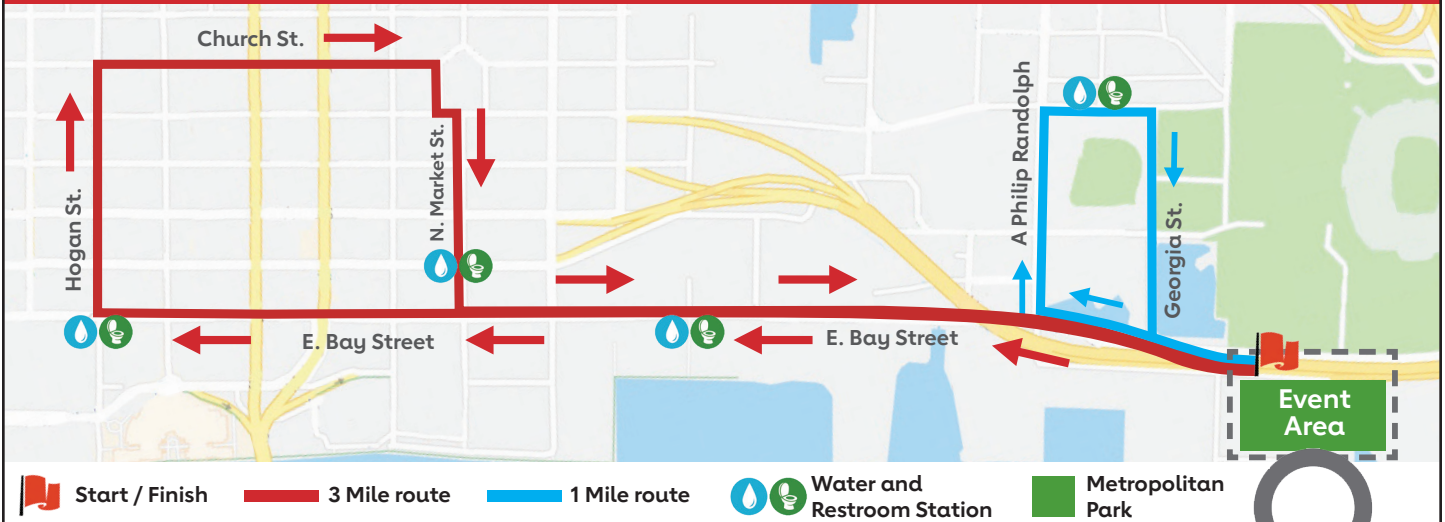 Church St.
Hogan St.
N. Market St.
A Philip Randolph
Georgia St.
E. Bay Street
E. Bay Street
Event
Area
Start / Finish
3 Mile route
1 Mile route
Water and
Restroom Station
Metropolitan
Park